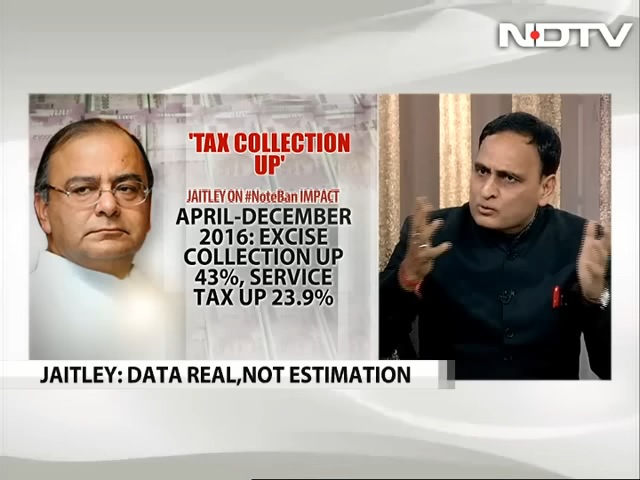 NDTV
'TAX COLLECTION
UP'
JAITLEY ON #NoteBan IMPACT
APRIL-DECEMBER
2016: EXCISE
COLLECTION UP
43%, SERVICE
TAX UP 23.9%
JAITLEY: DATA REAL,NOT ESTIMATION